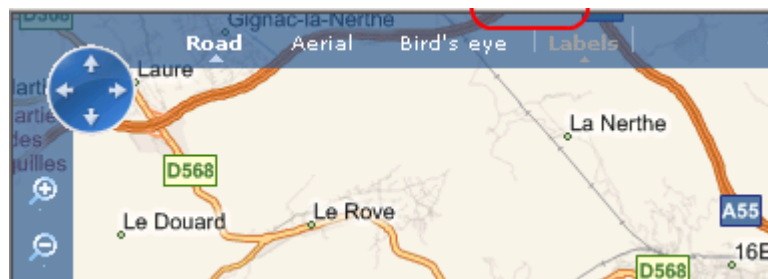 D568
Gignac-la-Nerthe
Road Aerial Bird's eye Labels
Laure
La Nerthe
des
D568
Le Douard
Le Rove
A55
D568